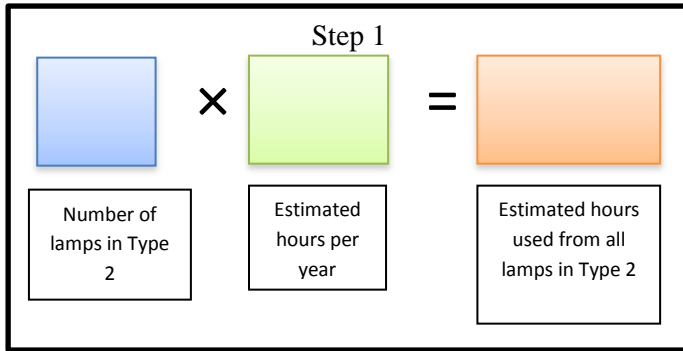 Step 1
× =
Number of
lamps in Type
2
Estimated
hours per
year
Estimated hours
used from all
lamps in Type 2